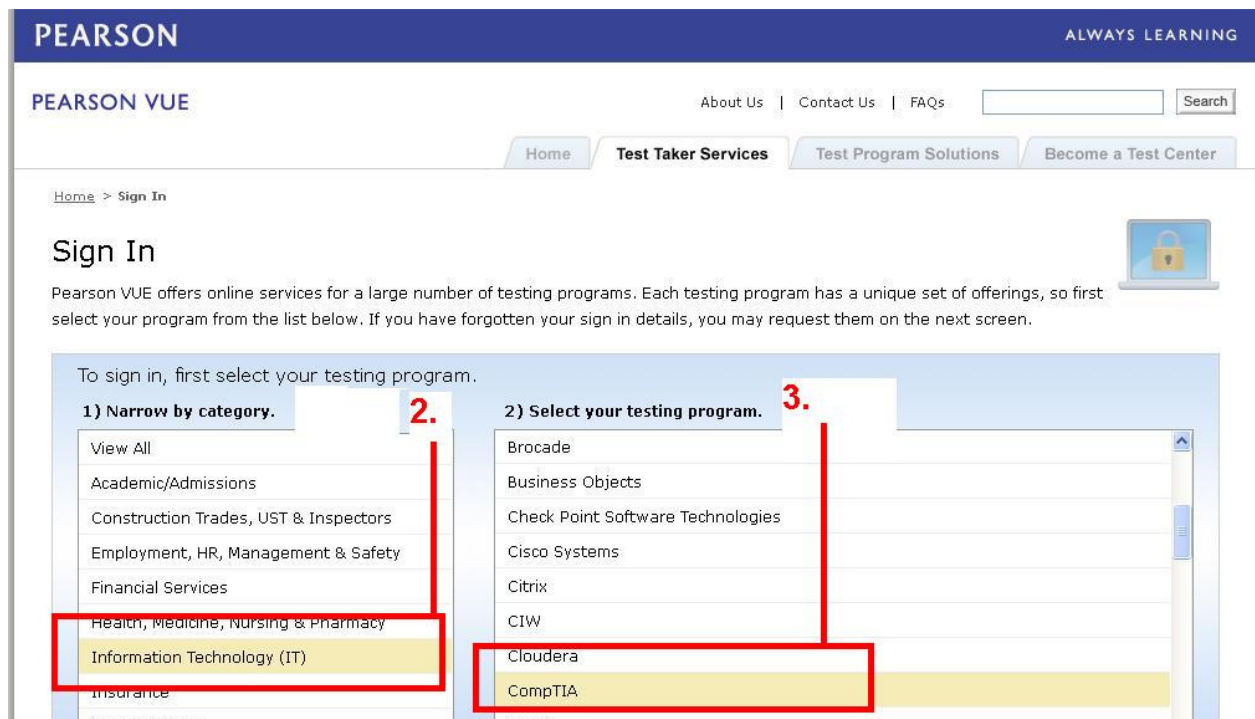 PEARSON
ALWAYS LEARNING
PEARSON VUE
About Us | Contact Us | FAQs
Search
Home
Test Taker Services
Test Program Solutions
Become a Test Center
Home > Sign In
Sign In
Pearson VUE offers online services for a large number of testing programs. Each testing program has a unique set of offerings, so first
select your program from the list below. If you have forgotten your sign in details, you may request them on the next screen.
To sign in, first select your testing program.
1) Narrow by category.
2.
View All
Academic/Admissions
Construction Trades, UST & Inspectors
Employment, HR, Management & Safety
Financial Services
Health, Medicine, Nursing & Pharmacy
Information Technology (IT)
Insurance
2) Select your testing program.
3.
Brocade
Business Objects
Check Point Software Technologies
Cisco Systems
Citrix
CIW
Cloudera
CompTIA